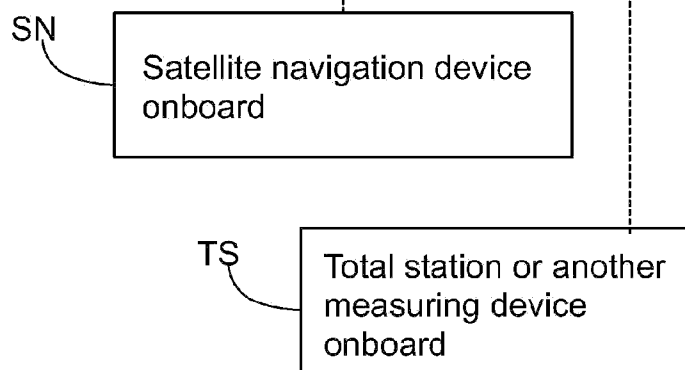 SN
Satellite navigation device
onboard
TS
Total station or another
measuring device
onboard